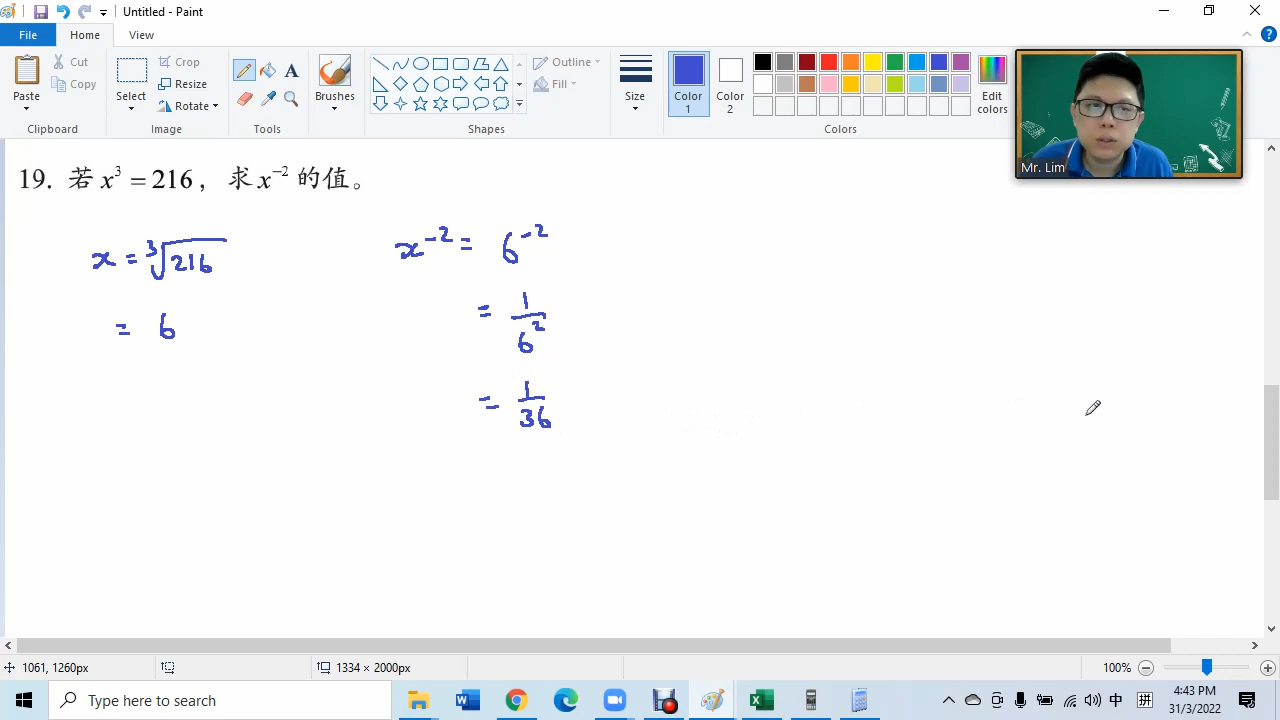 Untitled - Paint
File Home View
Paste Cut Copy Clipboard
Select Crop Resize Rotate Image
Tools
Brushes
Outline Fill Shapes
Size
Color 1 Color 2 Edit colors Colors
Mr. Lim
19. 若 x³ = 216，求 x⁻² 的值。
x = ³√216
= 6
x⁻² = 6⁻²
= 1/6²
= 1/36
1061, 1260px 1334 × 2000px 100%
Type here to search
中 拼 4:43 PM
31/3/2022